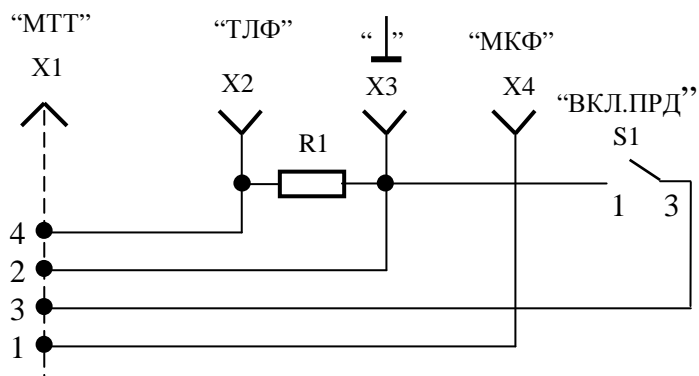 “МТТ”
“ТЛФ”
“ ”
“МКФ”
X1
X2
X3
X4
“ВКЛ.ПРД”
S1
R1
1 3
4
2
3
1